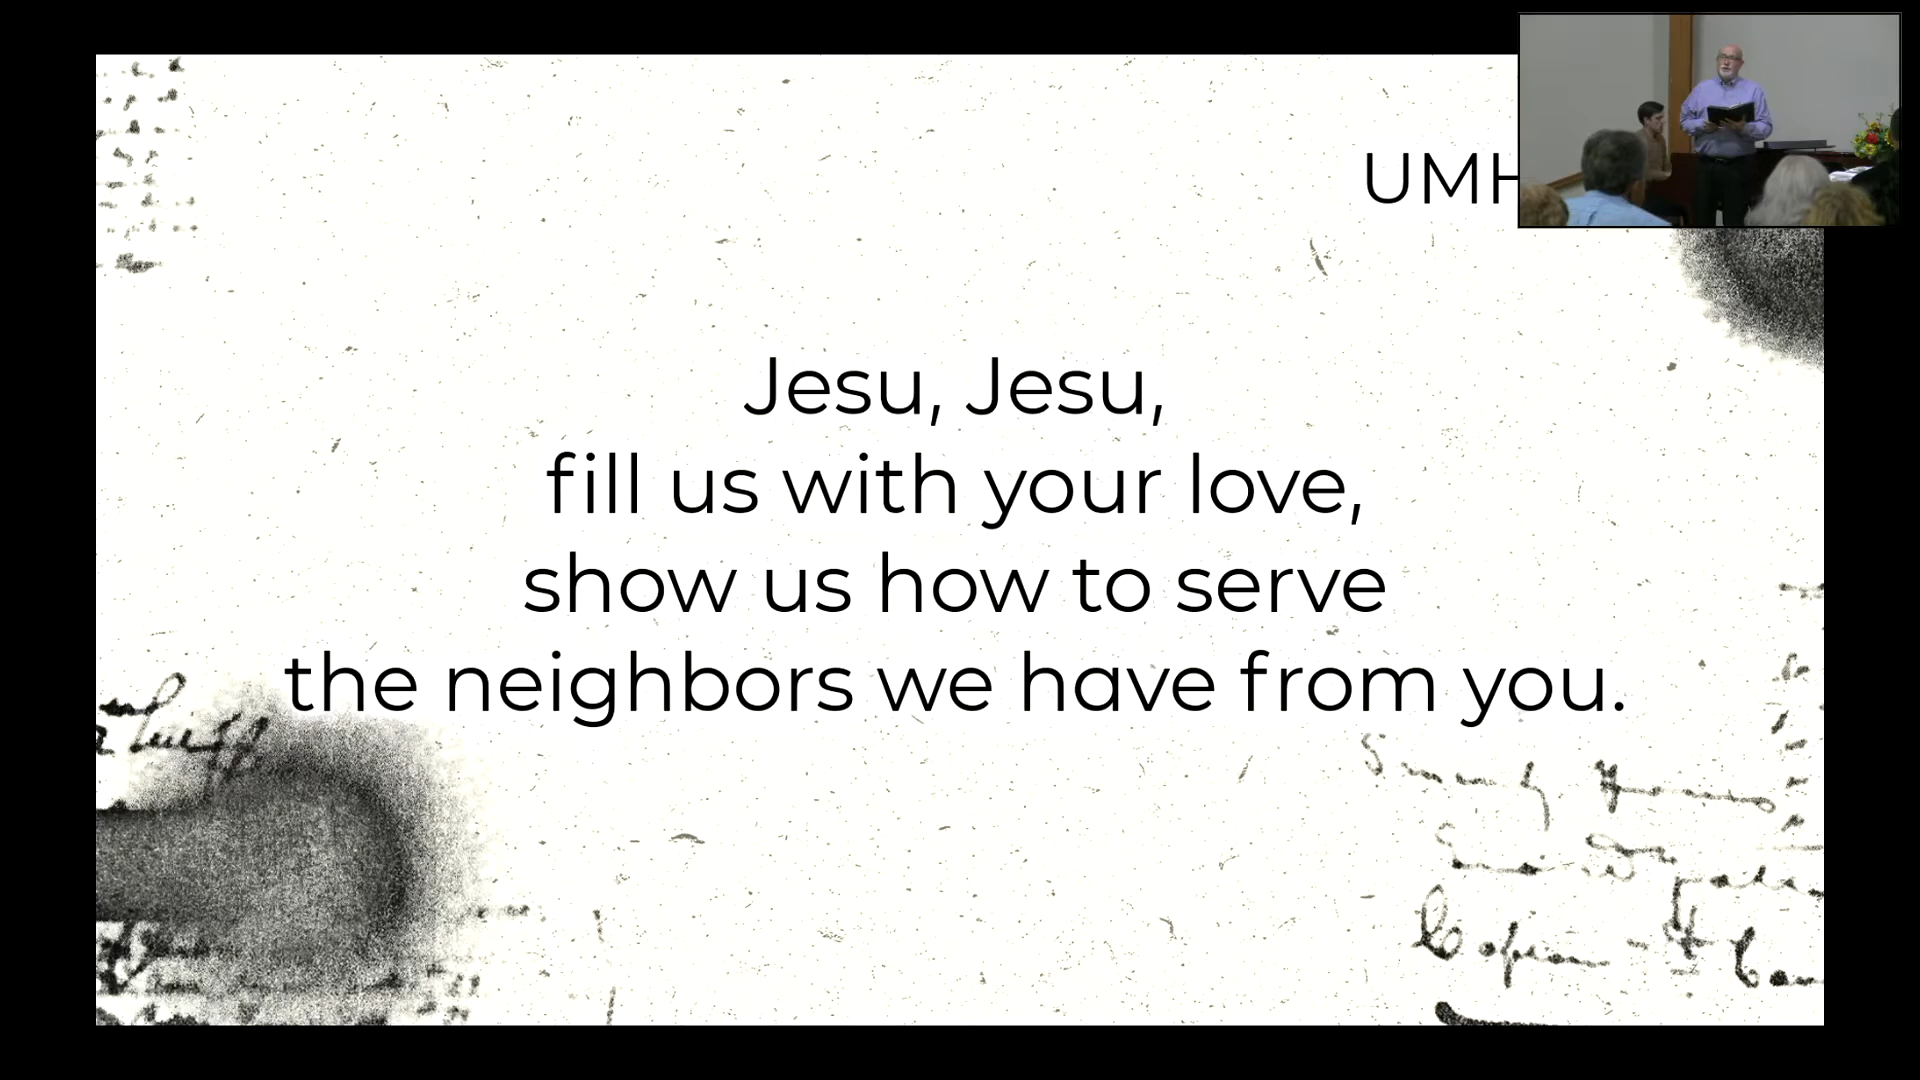 UMH
Jesu, Jesu,
fill us with your love,
show us how to serve
the neighbors we have from you.